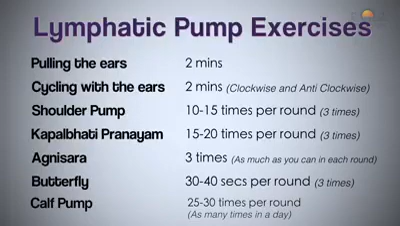 Lymphatic Pump Exercises
Pulling the ears 2 mins
Cycling with the ears 2 mins (Clockwise and Anti Clockwise)
Shoulder Pump 10-15 times per round (3 times)
Kapalbhati Pranayam 15-20 times per round (3 times)
Agnisara 3 times (As much as you can in each round)
Butterfly 30-40 secs per round (3 times)
Calf Pump 25-30 times per round
(As many times in a day)